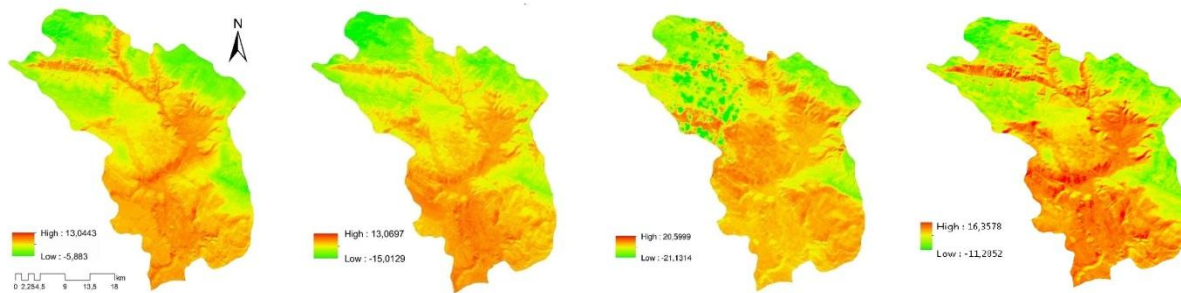 N
High : 13,0443
Low : -5,883
0 2,254,5 9 13,5 18
km
High : 13,0697
Low : -15,0129
High : 20,5999
Low : -21,1314
High : 16,3578
Low : -11,2852